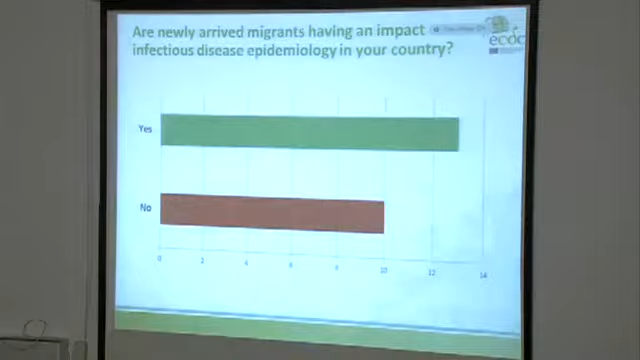 Are newly arrived migrants having an impact
infectious disease epidemiology in your country?
ecdc
Yes
No
0
2
4
6
8
10
12
14